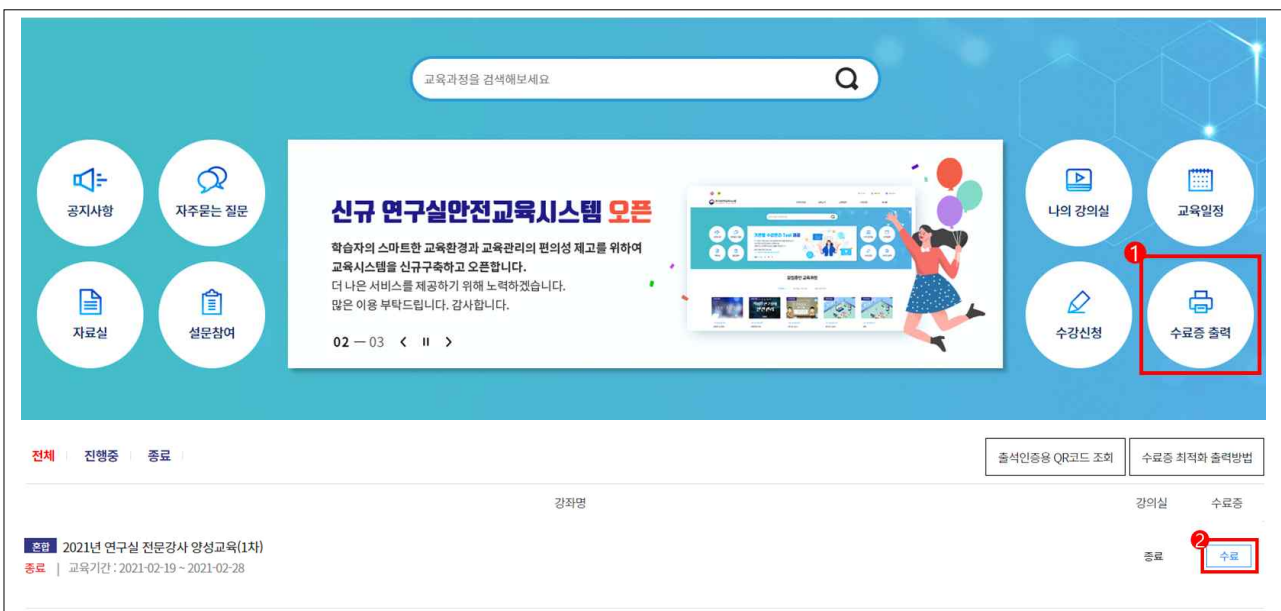 교육과정을 검색해보세요
공지사항
자주묻는 질문
자료실
설문참여
신규 연구실안전교육시스템 오픈
학습자의 스마트한 교육환경과 교육관리의 편의성 제고를 위하여
교육시스템을 신규구축하고 오픈합니다.
더 나은 서비스를 제공하기 위해 노력하겠습니다.
많은 이용 부탁드립니다. 감사합니다.
02 — 03
나의 강의실
교육일정
1
수강신청
수료증 출력
전체 진행중 종료
출석인증용 QR코드 조회 수료증 최적화 출력방법
강좌명 강의실 수료증
혼합 2021년 연구실 전문강사 양성교육(1차)
종료 | 교육기간 : 2021-02-19 ~ 2021-02-28
종료
2
수료